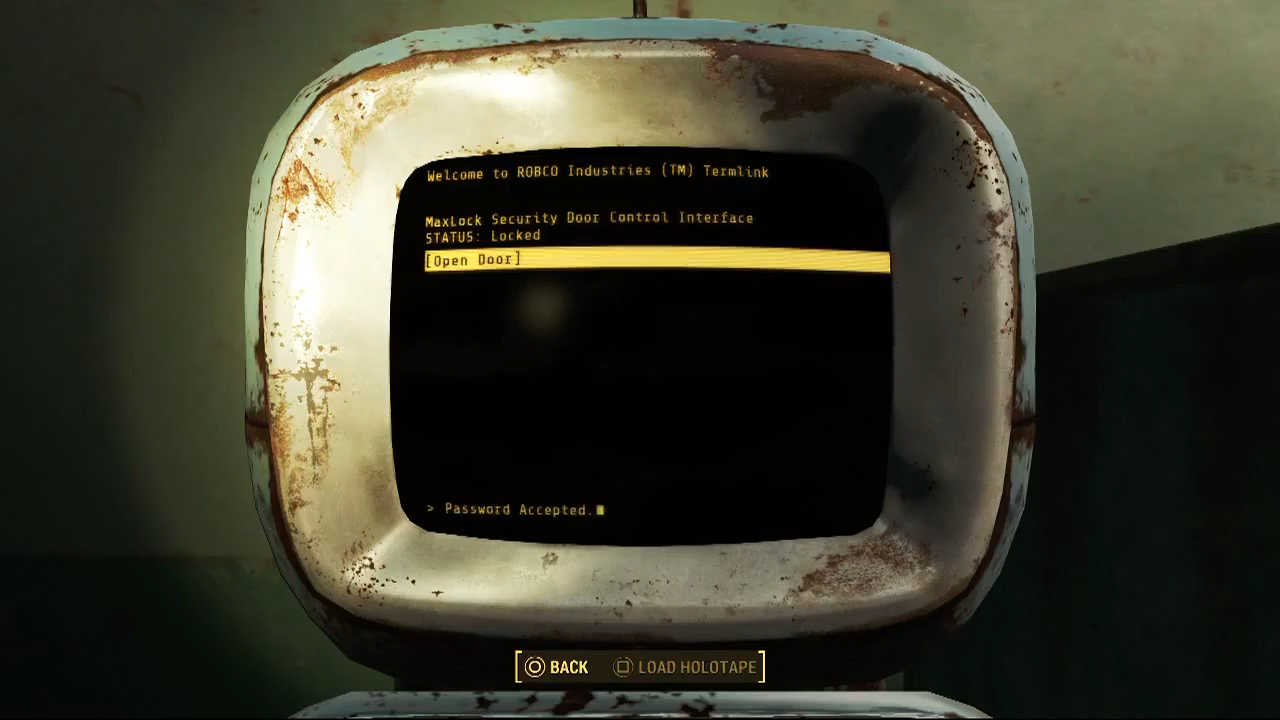 Welcome to ROBCO Industries (TM) Termlink
MaxLock Security Door Control Interface
STATUS: Locked
[Open Door]
> Password Accepted.
BACK LOAD HOLOTAPE